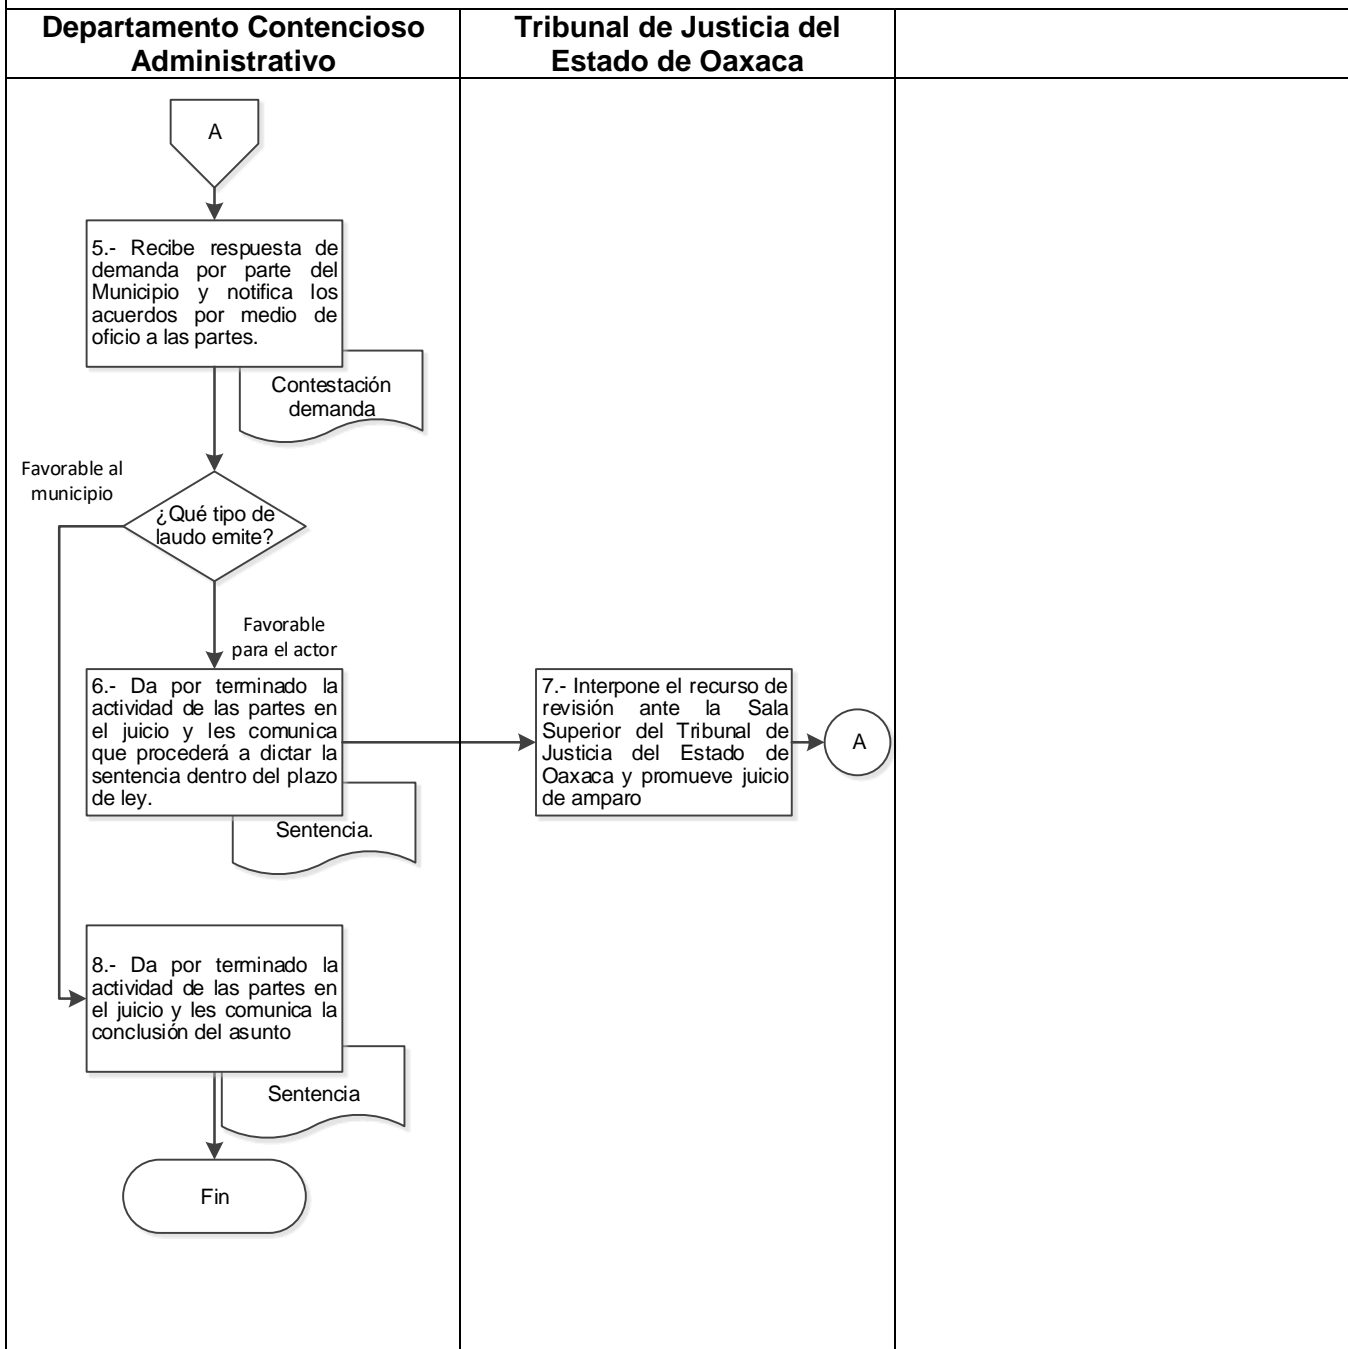 Departamento Contencioso
Administrativo
Tribunal de Justicia del
Estado de Oaxaca
A
5.- Recibe respuesta de
demanda por parte del
Municipio y notifica los
acuerdos por medio de
oficio a las partes.
Contestación
demanda
Favorable al
municipio
¿Qué tipo de
laudo emite?
Favorable
para el actor
6.- Da por terminado la
actividad de las partes en
el juicio y les comunica
que procederá a dictar la
sentencia dentro del plazo
de ley.
Sentencia.
7.- Interpone el recurso de
revisión ante la Sala
Superior del Tribunal de
Justicia del Estado de
Oaxaca y promueve juicio
de amparo
A
8.- Da por terminado la
actividad de las partes en
el juicio y les comunica la
conclusión del asunto
Sentencia
Fin